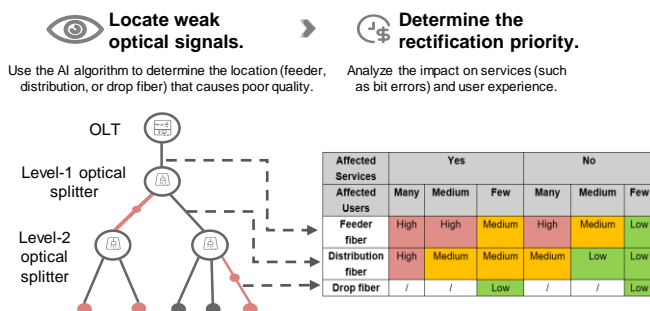 Locate weak
optical signals.
Determine the
rectification priority.
Use the AI algorithm to determine the location (feeder,
distribution, or drop fiber) that causes poor quality.
Analyze the impact on services (such
as bit errors) and user experience.
OLT
Level-1 optical
splitter
Level-2
optical
splitter
Affected Services Yes No
Affected Users Many Medium Few Many Medium Few
Feeder fiber High High Medium High Medium Low
Distribution fiber High Medium Medium Medium Low Low
Drop fiber / / Low / / Low